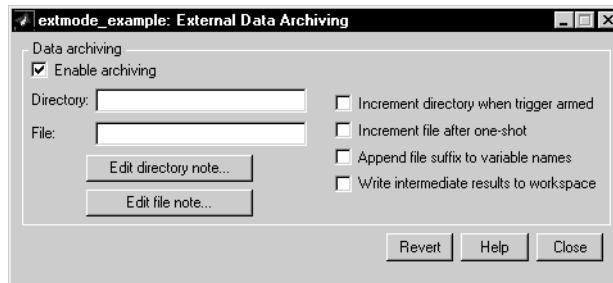 extmode_example: External Data Archiving
Data archiving
Enable archiving
Directory:
File:
Edit directory note...
Edit file note...
Increment directory when trigger armed
Increment file after one-shot
Append file suffix to variable names
Write intermediate results to workspace
Revert
Help
Close